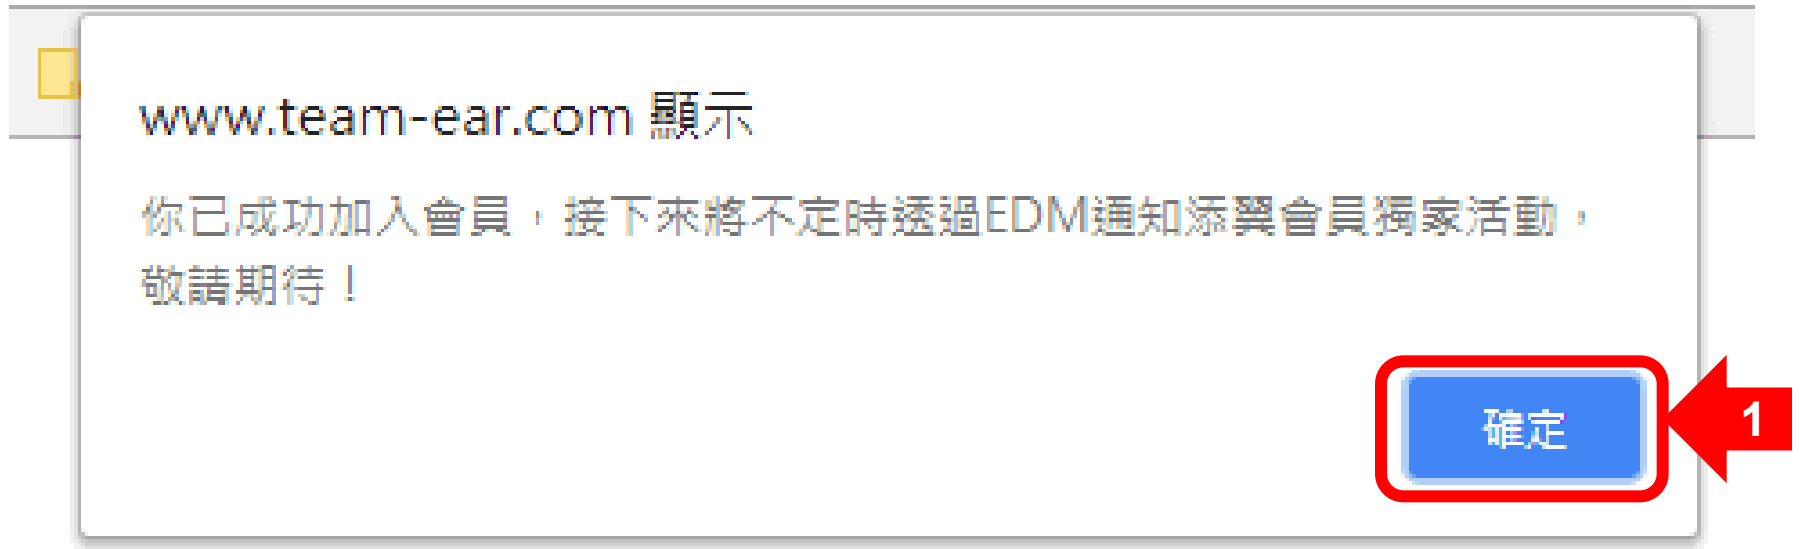 www.team-ear.com 顯示
你已成功加入會員，接下來將不定時透過EDM通知添翼會員獨家活動，
敬請期待！
確定
1